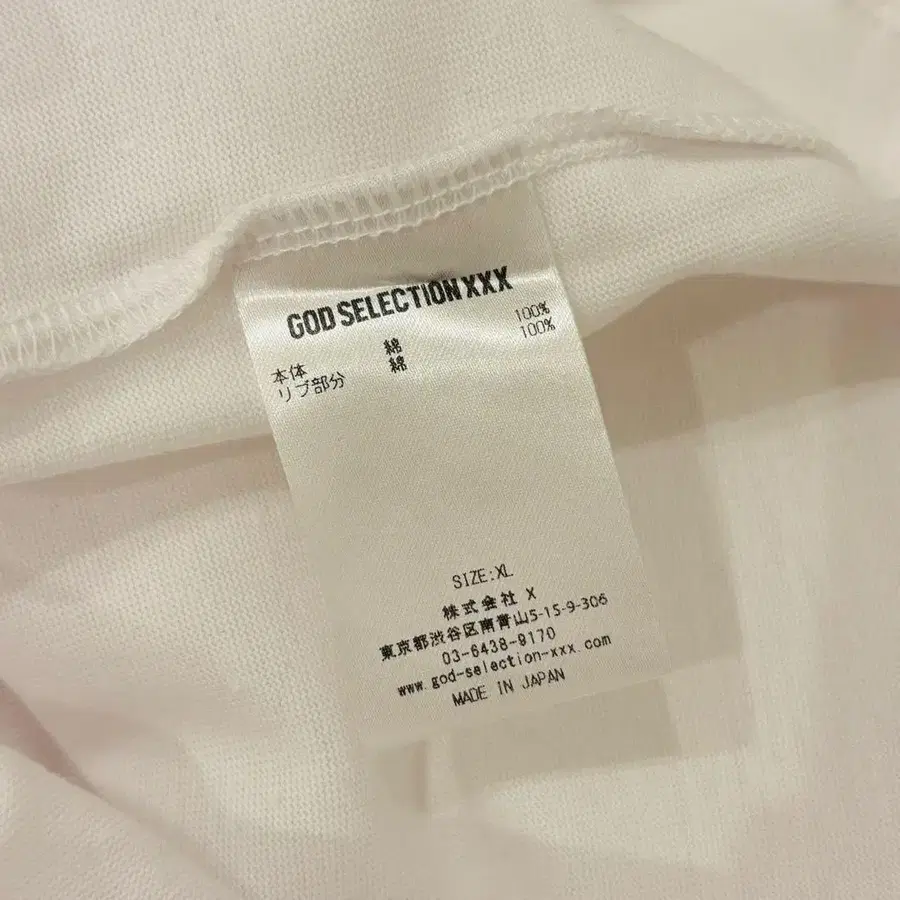 GOD SELECTION XXX
本体 綿 100%
リブ部分 綿 100%
SIZE:XL
株式会社 X
東京都渋谷区南青山5-15-9-306
03-6438-9170
www.god-selection-xxx.com
MADE IN JAPAN